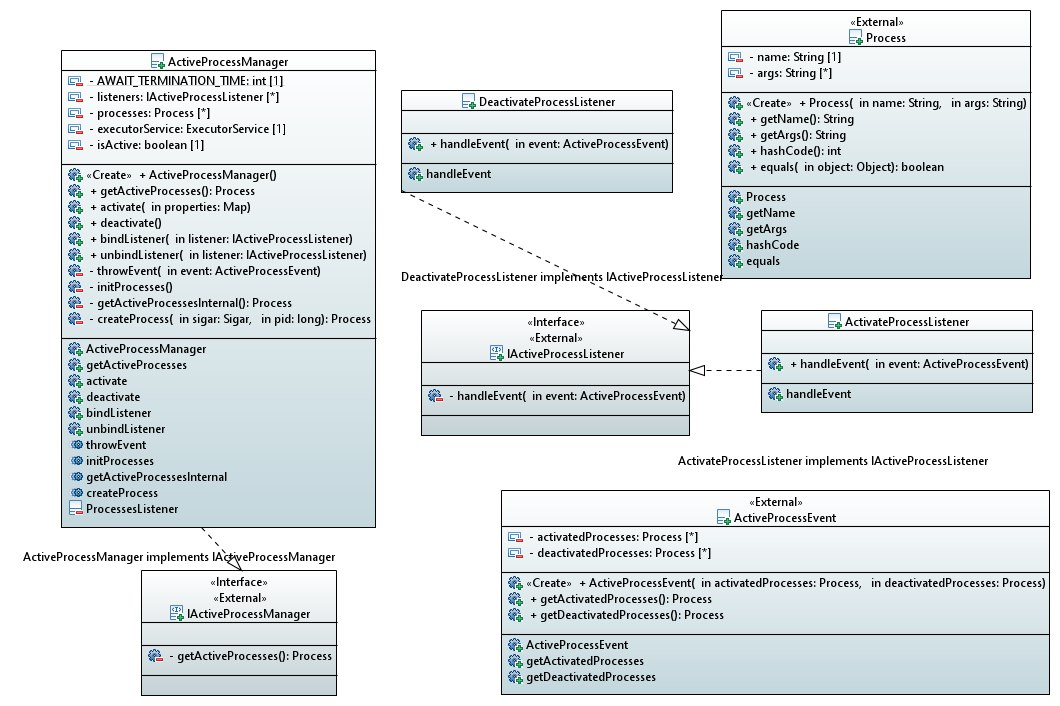 ActiveProcessManager
- AWAIT_TERMINATION_TIME: int [1]
- listeners: IActiveProcessListener [*]
- processes: Process [*]
- executorService: ExecutorService [1]
- isActive: boolean [1]
«Create» + ActiveProcessManager()
+ getActiveProcesses(): Process
+ activate( in properties: Map)
+ deactivate()
+ bindListener( in listener: IActiveProcessListener)
+ unbindListener( in listener: IActiveProcessListener)
- throwEvent( in event: ActiveProcessEvent)
- initProcesses()
- getActiveProcessesInternal(): Process
- createProcess( in sigar: Sigar, in pid: long): Process
ActiveProcessManager
getActiveProcesses
activate
deactivate
bindListener
unbindListener
throwEvent
initProcesses
getActiveProcessesInternal
createProcess
ProcessesListener
ActiveProcessManager implements IActiveProcessManager
«Interface»
«External»
IActiveProcessManager
- getActiveProcesses(): Process
DeactivateProcessListener
+ handleEvent( in event: ActiveProcessEvent)
handleEvent
DeactivateProcessListener implements IActiveProcessListener
«Interface»
«External»
IActiveProcessListener
- handleEvent( in event: ActiveProcessEvent)
«External»
Process
- name: String [1]
- args: String [*]
«Create» + Process( in name: String, in args: String)
+ getName(): String
+ getArgs(): String
+ hashCode(): int
+ equals( in object: Object): boolean
Process
getName
getArgs
hashCode
equals
ActivateProcessListener
+ handleEvent( in event: ActiveProcessEvent)
handleEvent
ActivateProcessListener implements IActiveProcessListener
«External»
ActiveProcessEvent
- activatedProcesses: Process [*]
- deactivatedProcesses: Process [*]
«Create» + ActiveProcessEvent( in activatedProcesses: Process, in deactivatedProcesses: Process)
+ getActivatedProcesses(): Process
+ getDeactivatedProcesses(): Process
ActiveProcessEvent
getActivatedProcesses
getDeactivatedProcesses